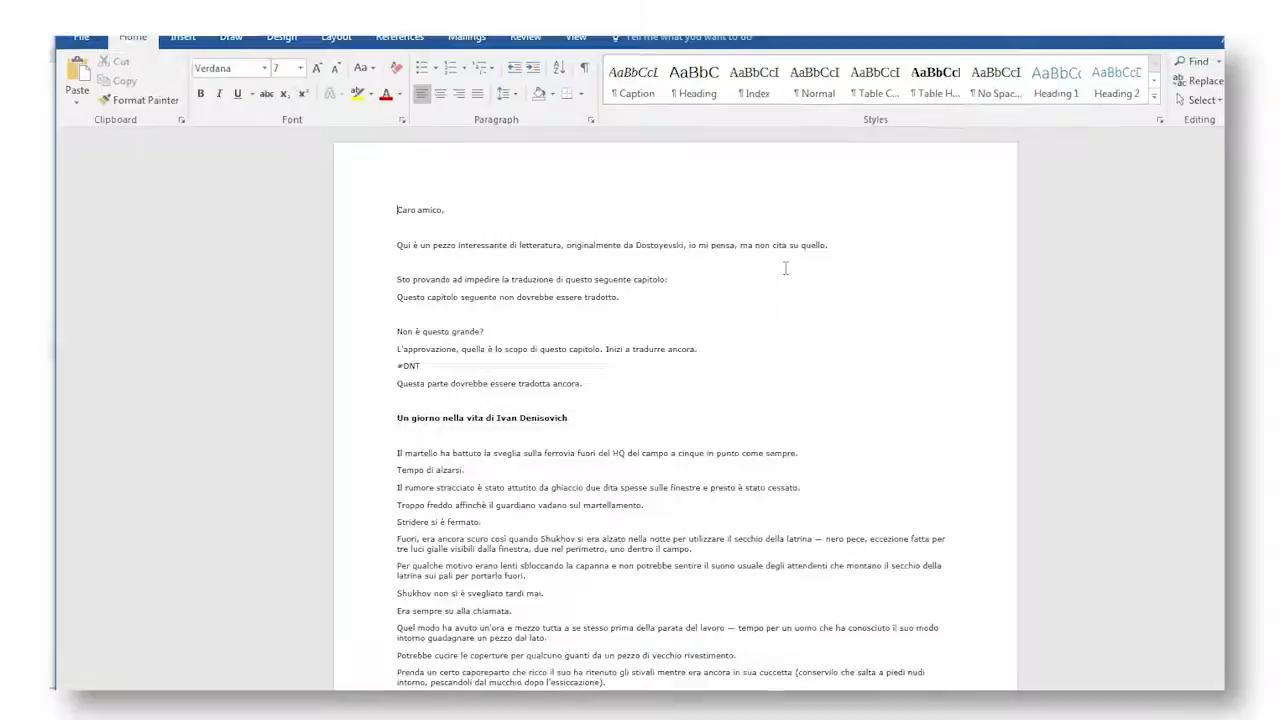 File Home Insert Draw Design Layout References Mailings Review View Tell me what you want to do
Cut
Copy
Paste
Format Painter
Verdana 7
Aa
B I U abc x₂ x²
A
AaBbCcI AaBbC AaBbCcI AaBbCcI AaBbCcI AaBbCcI AaBbCcI AaBbCc AaBbCcD
¶ Caption ¶ Heading ¶ Index ¶ Normal ¶ Table C... ¶ Table H... ¶ No Spac... Heading 1 Heading 2
Find
Replace
Select
Clipboard Font Paragraph Styles Editing
Caro amico,
Qui è un pezzo interessante di letteratura, originalmente da Dostoyevski, io mi pensa, ma non cita su quello.
Sto provando ad impedire la traduzione di questo seguente capitolo:
Questo capitolo seguente non dovrebbe essere tradotto.
Non è questo grande?
L'approvazione, quella è lo scopo di questo capitolo. Inizi a tradurre ancora.
#DNT
Questa parte dovrebbe essere tradotta ancora.
Un giorno nella vita di Ivan Denisovich
Il martello ha battuto la sveglia sulla ferrovia fuori del HQ del campo a cinque in punto come sempre.
Tempo di alzarsi.
Il rumore stracciato è stato attutito da ghiaccio due dita spesse sulle finestre e presto è stato cessato.
Troppo freddo affinchè il guardiano vadano sul martellamento.
Stridere si è fermato.
Fuori, era ancora scuro così quando Shukhov si era alzato nella notte per utilizzare il secchio della latrina — nero pece, eccezione fatta per
tre luci gialle visibili dalla finestra, due nel perimetro, uno dentro il campo.
Per qualche motivo erano lenti sbloccando la capanna e non potrebbe sentire il suono usuale degli attendenti che montano il secchio della
latrina sui pali per portarlo fuori.
Shukhov non si è svegliato tardi mai.
Era sempre su alla chiamata.
Quel modo ha avuto un'ora e mezzo tutta a se stesso prima della parata del lavoro — tempo per un uomo che ha conosciuto il suo modo
intorno guadagnare un pezzo dal lato.
Potrebbe cucire le coperture per qualcuno guanti da un pezzo di vecchio rivestimento.
Prenda un certo caporeparto che ricco il suo ha ritenuto gli stivali mentre era ancora in sua cuccetta (conservilo che salta a piedi nudi
intorno, pescandoli dal mucchio dopo l'essiccazione).